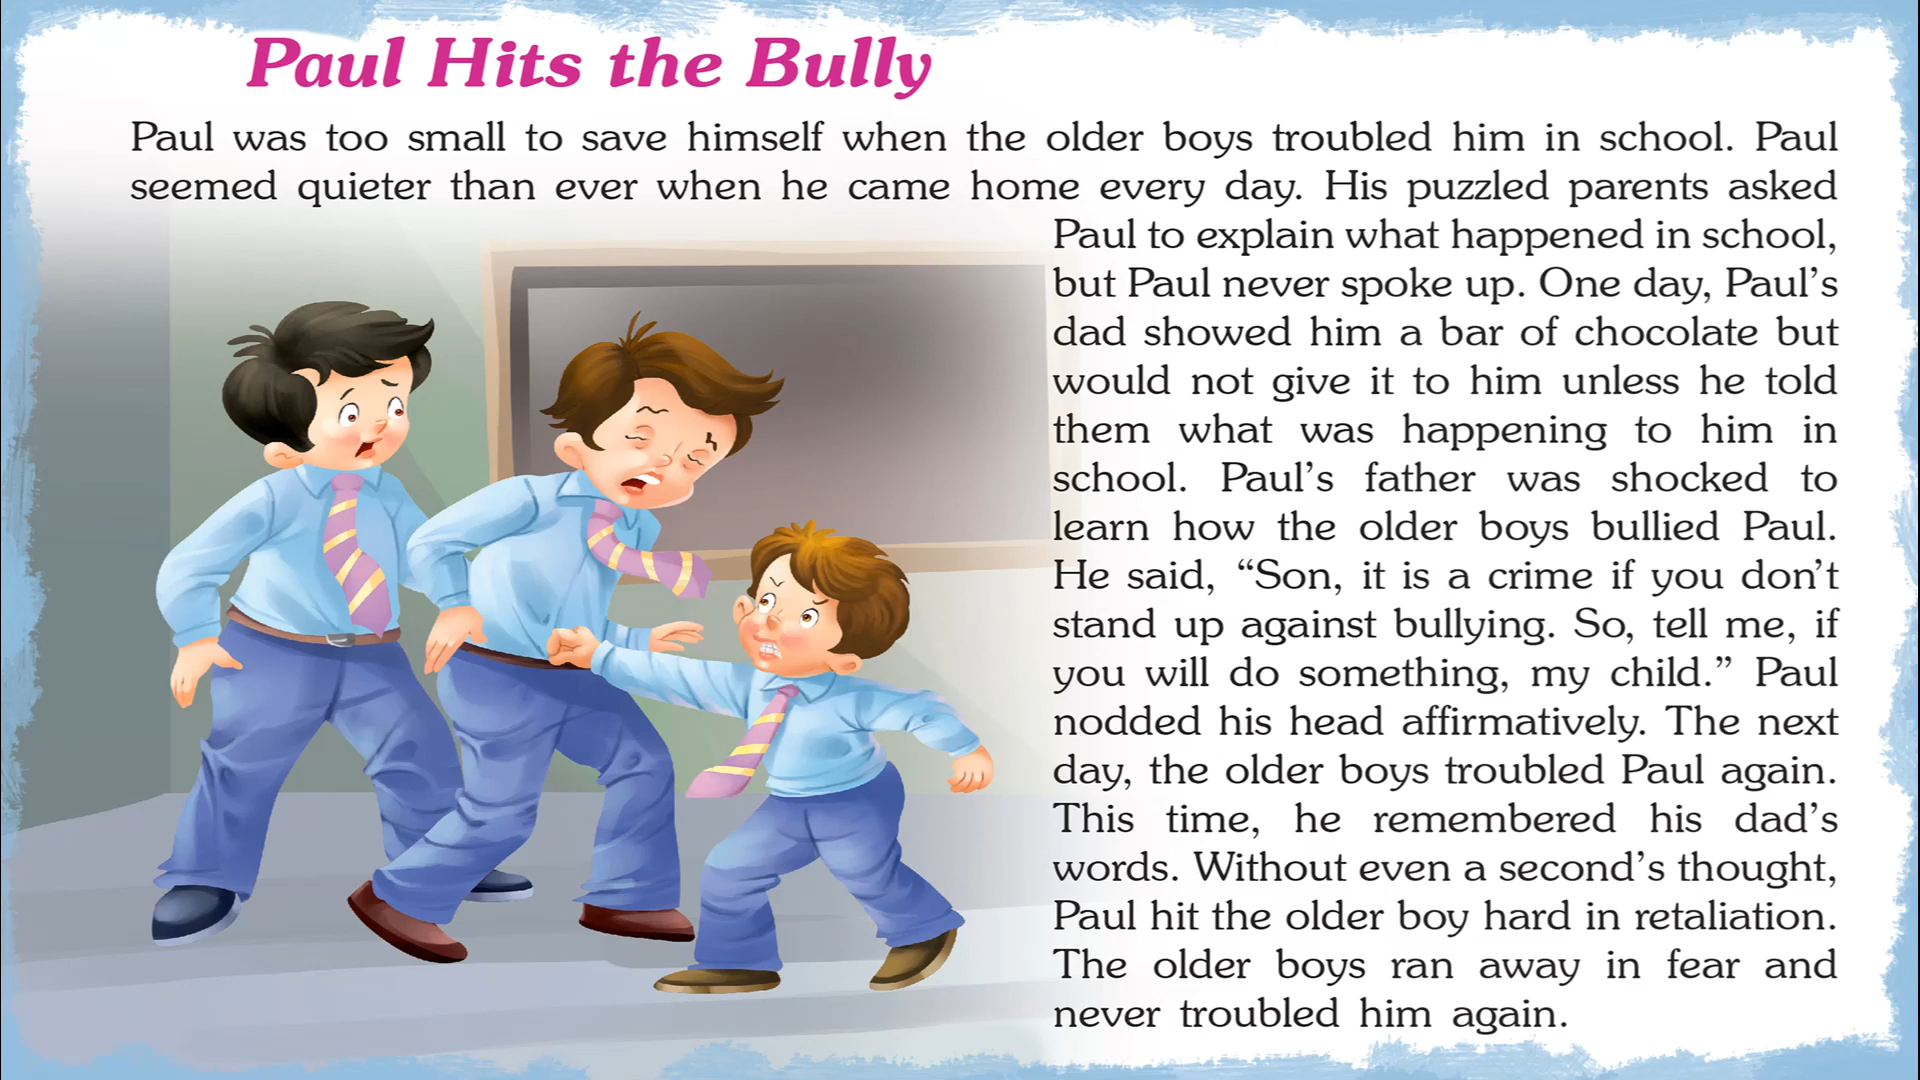 Paul Hits the Bully
Paul was too small to save himself when the older boys troubled him in school. Paul
seemed quieter than ever when he came home every day. His puzzled parents asked
Paul to explain what happened in school,
but Paul never spoke up. One day, Paul’s
dad showed him a bar of chocolate but
would not give it to him unless he told
them what was happening to him in
school. Paul’s father was shocked to
learn how the older boys bullied Paul.
He said, “Son, it is a crime if you don’t
stand up against bullying. So, tell me, if
you will do something, my child.” Paul
nodded his head affirmatively. The next
day, the older boys troubled Paul again.
This time, he remembered his dad’s
words. Without even a second’s thought,
Paul hit the older boy hard in retaliation.
The older boys ran away in fear and
never troubled him again.